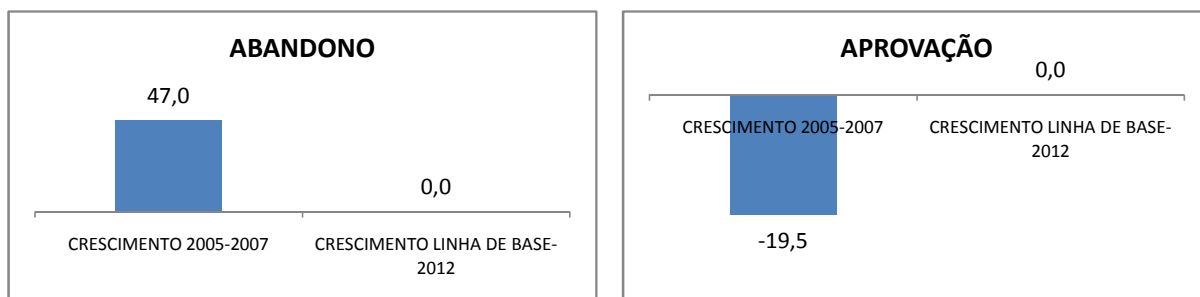 ABANDONO
47,0
0,0
CRESCIMENTO 2005-2007
CRESCIMENTO LINHA DE BASE-
2012
APROVAÇÃO
0,0
CRESCIMENTO 2005-2007
CRESCIMENTO LINHA DE BASE-
2012
-19,5